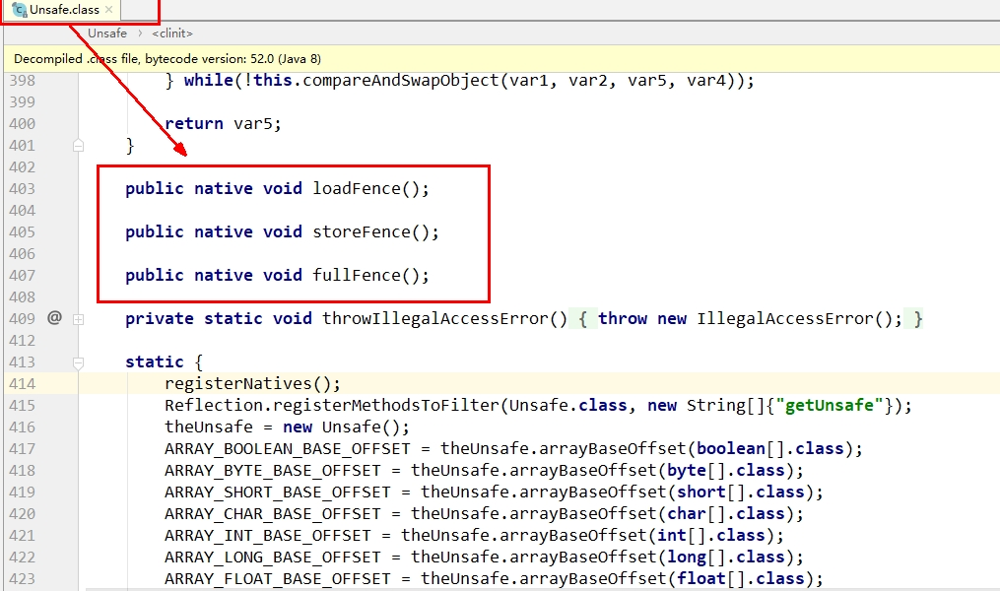 Unsafe.class ×
Unsafe › <clinit>
Decompiled .class file, bytecode version: 52.0 (Java 8)
398 } while(!this.compareAndSwapObject(var1, var2, var5, var4));
399
400 return var5;
401 }
402
403 public native void loadFence();
404
405 public native void storeFence();
406
407 public native void fullFence();
408
409 @ private static void throwIllegalAccessError() { throw new IllegalAccessError(); }
412
413 static {
414 registerNatives();
415 Reflection.registerMethodsToFilter(Unsafe.class, new String[]{"getUnsafe"});
416 theUnsafe = new Unsafe();
417 ARRAY_BOOLEAN_BASE_OFFSET = theUnsafe.arrayBaseOffset(boolean[].class);
418 ARRAY_BYTE_BASE_OFFSET = theUnsafe.arrayBaseOffset(byte[].class);
419 ARRAY_SHORT_BASE_OFFSET = theUnsafe.arrayBaseOffset(short[].class);
420 ARRAY_CHAR_BASE_OFFSET = theUnsafe.arrayBaseOffset(char[].class);
421 ARRAY_INT_BASE_OFFSET = theUnsafe.arrayBaseOffset(int[].class);
422 ARRAY_LONG_BASE_OFFSET = theUnsafe.arrayBaseOffset(long[].class);
423 ARRAY_FLOAT_BASE_OFFSET = theUnsafe.arrayBaseOffset(float[].class);